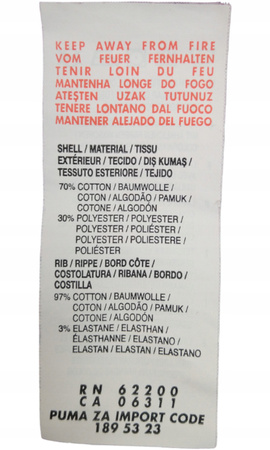 KEEP AWAY FROM FIRE
VOM FEUER FERNHALTEN
TENIR LOIN DU FEU
MANTENHA LONGE DO FOGO
ATEŞTEN UZAK TUTUNUZ
TENERE LONTANO DAL FUOCO
MANTENER ALEJADO DEL FUEGO
SHELL / MATERIAL / TISSU
EXTÉRIEUR / TECIDO / DIŞ KUMAŞ /
TESSUTO ESTERIORE / TEJIDO
70% COTTON / BAUMWOLLE /
COTON / ALGODÃO / PAMUK /
COTONE / ALGODÓN
30% POLYESTER / POLYESTER /
POLYESTER / POLIÉSTER /
POLYESTER / POLIESTERE /
POLIÉSTER
RIB / RIPPE / BORD CÔTE /
COSTOLATURA / RIBANA / BORDO /
COSTILLA
97% COTTON / BAUMWOLLE /
COTON / ALGODÃO / PAMUK /
COTONE / ALGODÓN
3% ELASTANE / ELASTHAN /
ÉLASTHANNE / ELASTANO /
ELASTAN / ELASTAN / ELASTANO
RN 62200
CA 06311
PUMA ZA IMPORT CODE
189 53 23